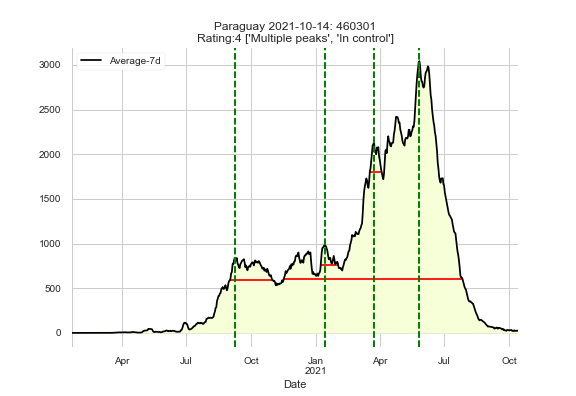 Paraguay 2021-10-14: 460301
Rating:4 ['Multiple peaks', 'In control']
Average-7d
3000
2500
2000
1500
1000
500
0
Apr Jul Oct Jan Apr Jul Oct
2021
Date